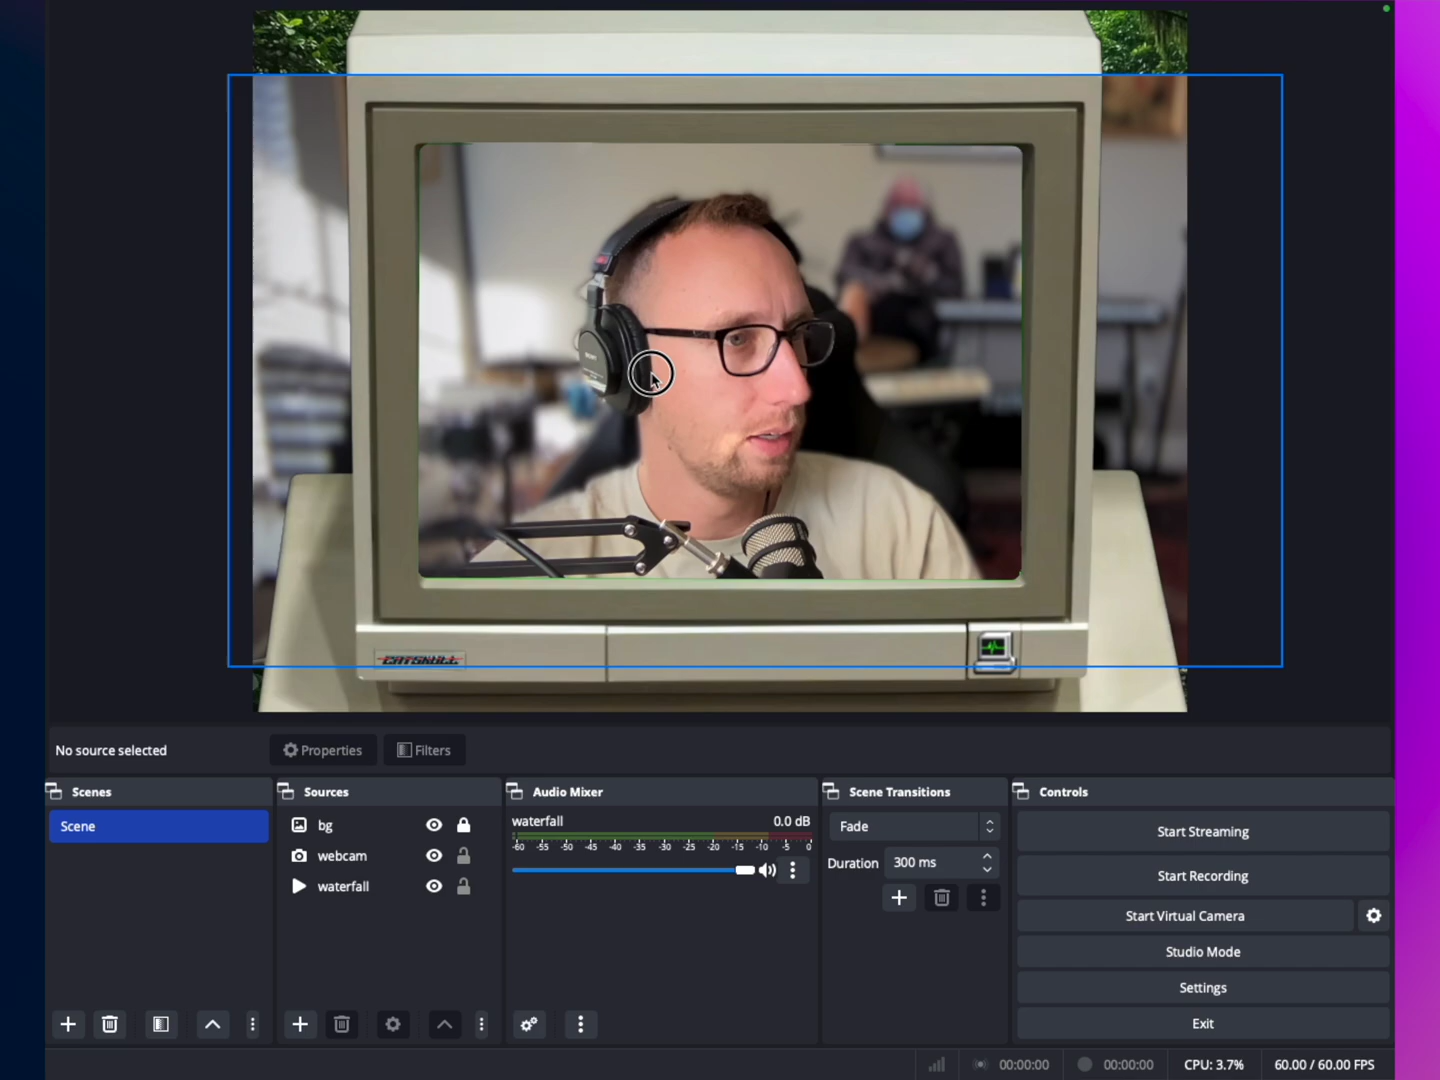 SONY
CATSKULL
No source selected
Properties
Filters
Scenes
Sources
Audio Mixer
Scene Transitions
Controls
Scene
bg
webcam
waterfall
waterfall 0.0 dB
-60 -55 -50 -45 -40 -35 -30 -25 -20 -15 -10 -5 0
Fade
Duration 300 ms
Start Streaming
Start Recording
Start Virtual Camera
Studio Mode
Settings
Exit
00:00:00
00:00:00
CPU: 3.7%
60.00 / 60.00 FPS